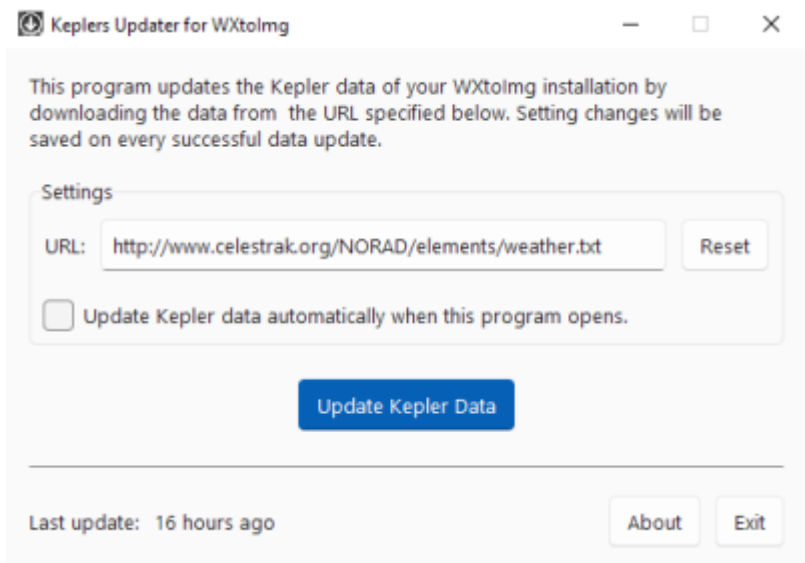 Keplers Updater for WXtoImg
This program updates the Kepler data of your WXtoImg installation by
downloading the data from  the URL specified below. Setting changes will be
saved on every successful data update.
Settings
URL: http://www.celestrak.org/NORAD/elements/weather.txt Reset
Update Kepler data automatically when this program opens.
Update Kepler Data
Last update: 16 hours ago About Exit